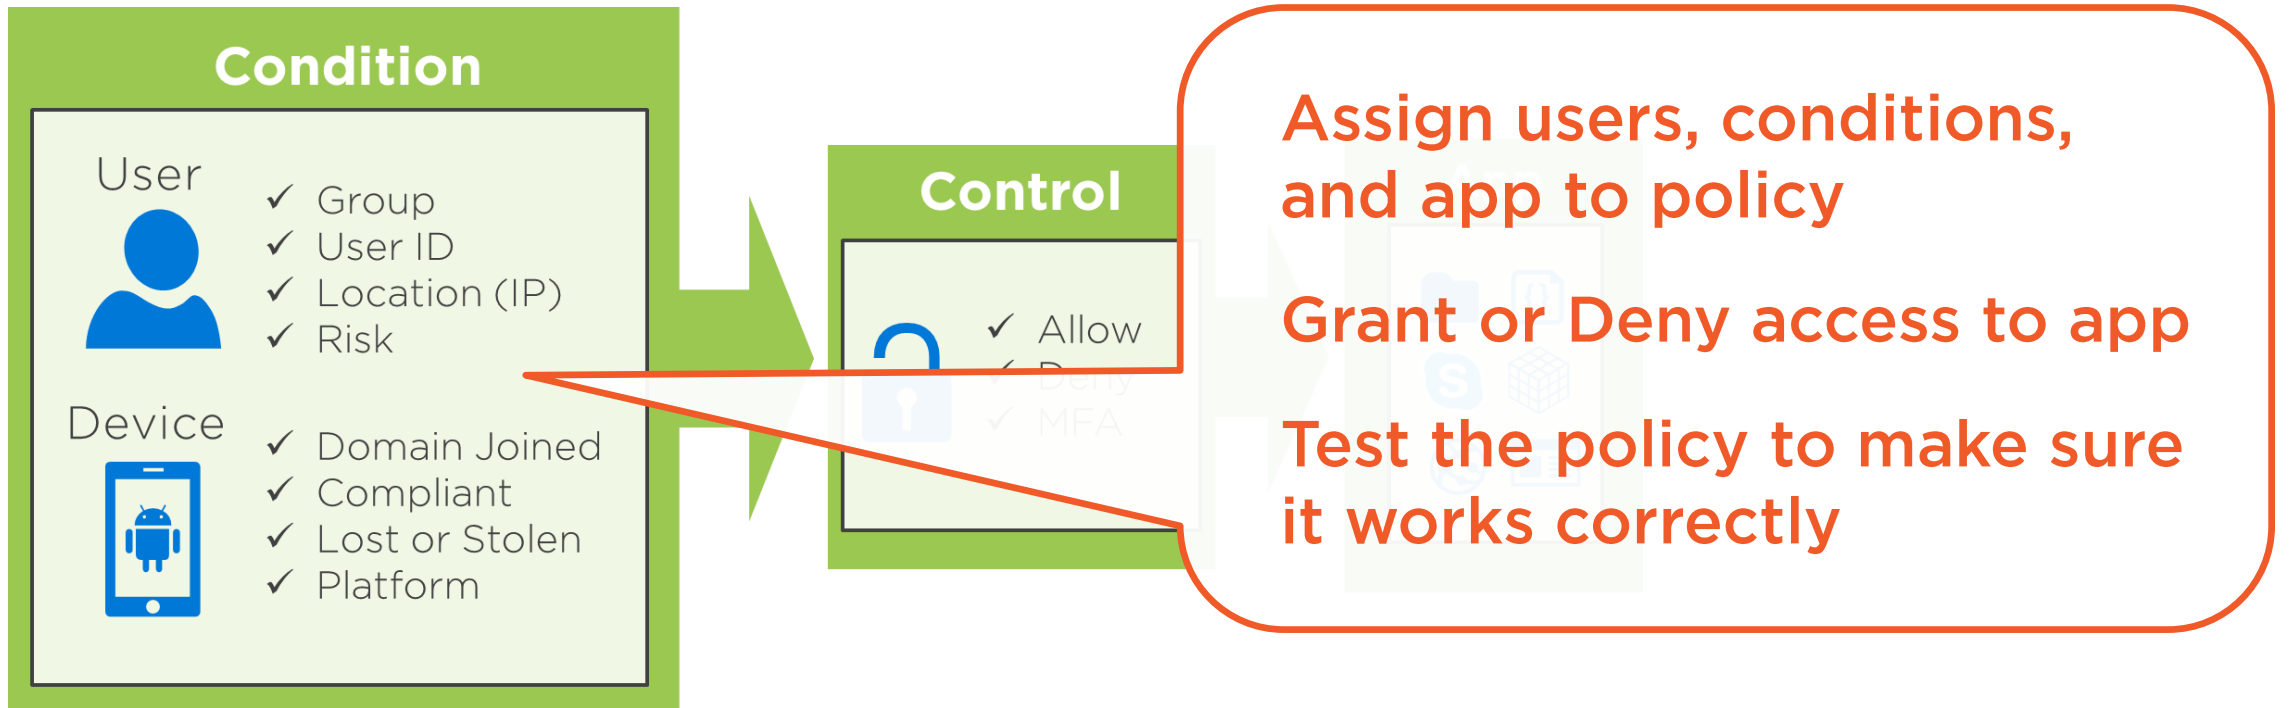 Condition
User
Group
User ID
Location (IP)
Risk
Device
Domain Joined
Compliant
Lost or Stolen
Platform
Control
Allow
Deny
MFA
Assign users, conditions,
and app to policy
Grant or Deny access to app
Test the policy to make sure
it works correctly